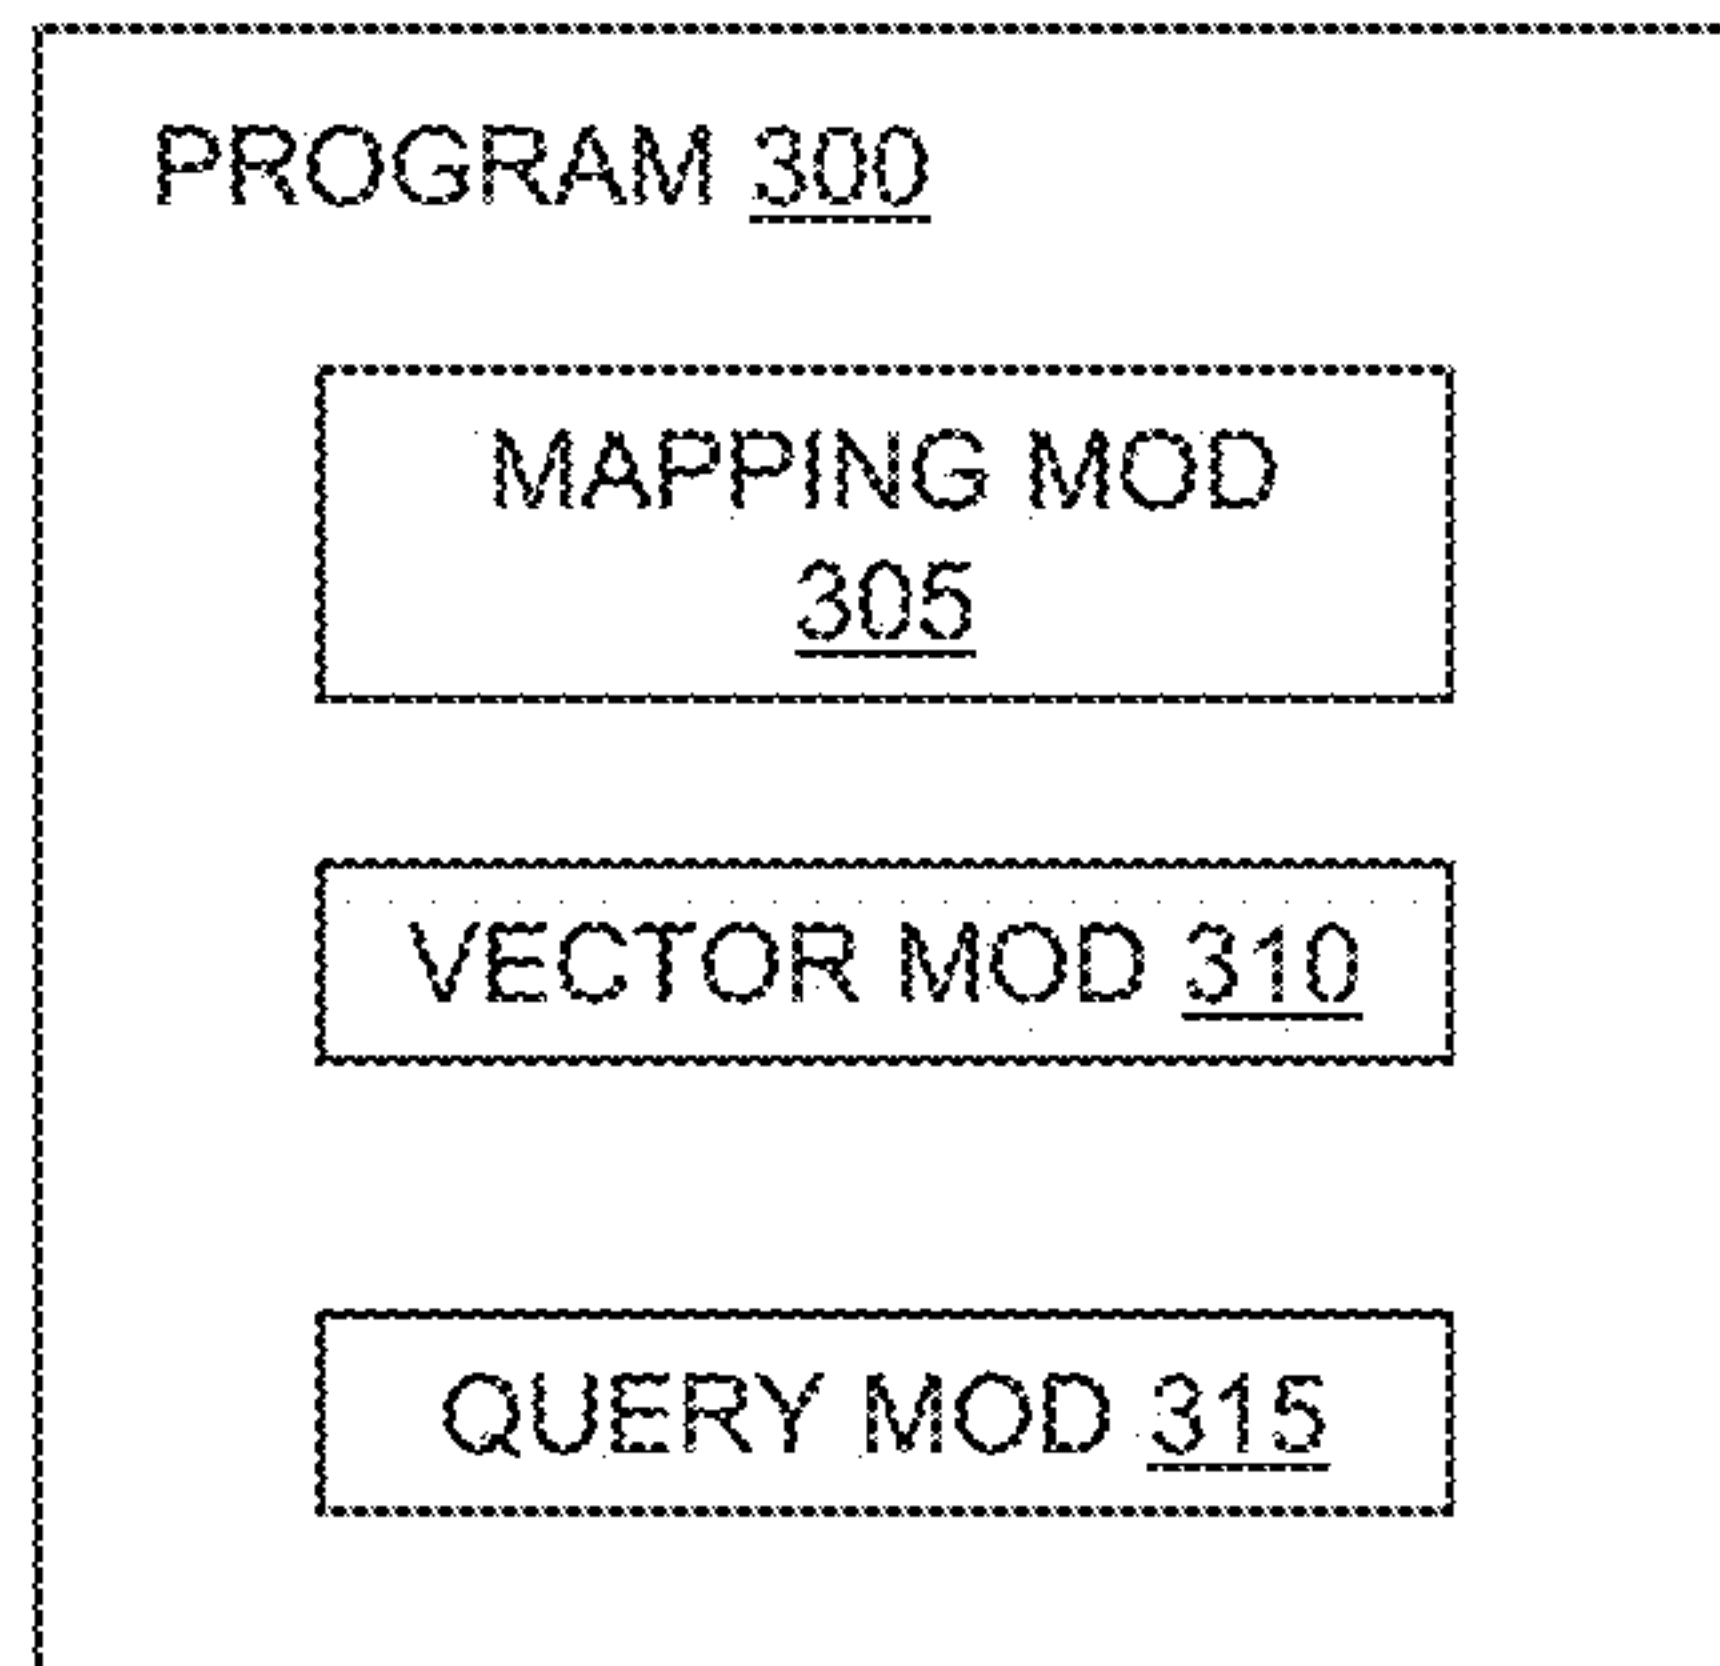 PROGRAM 300
MAPPING MOD
305
VECTOR MOD 310
QUERY MOD 315